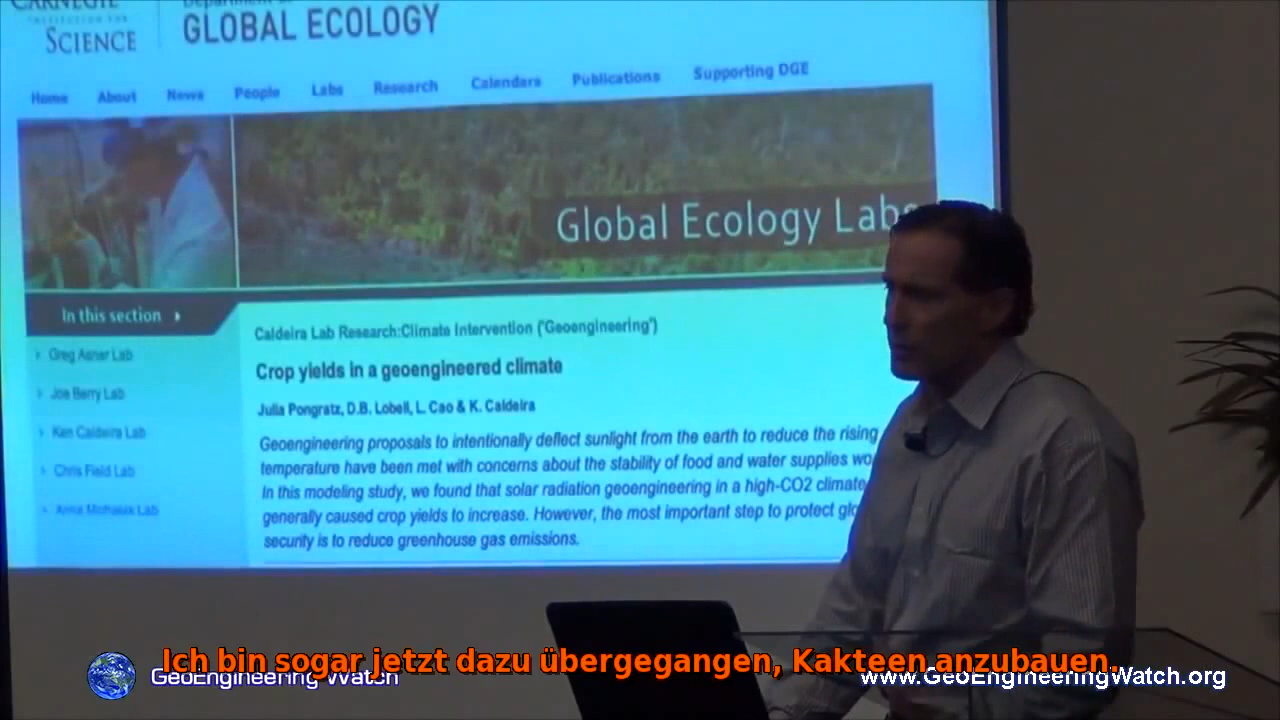 CARNEGIE
INSTITUTION FOR
SCIENCE
GLOBAL ECOLOGY
Home About News People Labs Research Calendars Publications Supporting DGE
Global Ecology Labs
In this section
Greg Asner Lab
Joe Berry Lab
Ken Caldeira Lab
Chris Field Lab
Anna Michalak Lab
Caldeira Lab Research:Climate Intervention ('Geoengineering')
Crop yields in a geoengineered climate
Julia Pongratz, D.B. Lobell, L. Cao & K. Caldeira
Geoengineering proposals to intentionally deflect sunlight from the earth to reduce the rising
temperature have been met with concerns about the stability of food and water supplies
In this modeling study, we found that solar radiation geoengineering in a high-CO2 climate
generally caused crop yields to increase. However, the most important step to protect
security is to reduce greenhouse gas emissions.
Ich bin sogar jetzt dazu übergegangen, Kakteen anzubauen.
GeoEngineering Watch
www.GeoEngineeringWatch.org